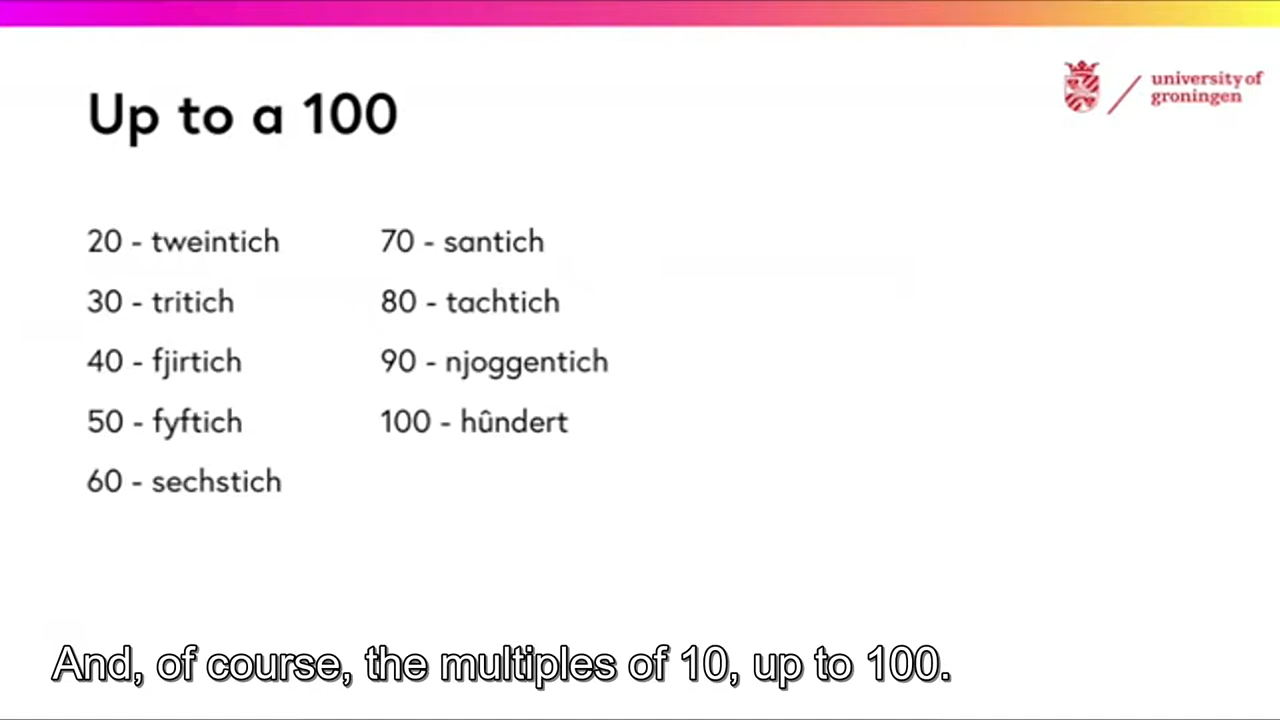 Up to a 100
university of
groningen
20 - tweintich
30 - tritich
40 - fjirtich
50 - fyftich
60 - sechstich
70 - santich
80 - tachtich
90 - njoggentich
100 - hûndert
And, of course, the multiples of 10, up to 100.